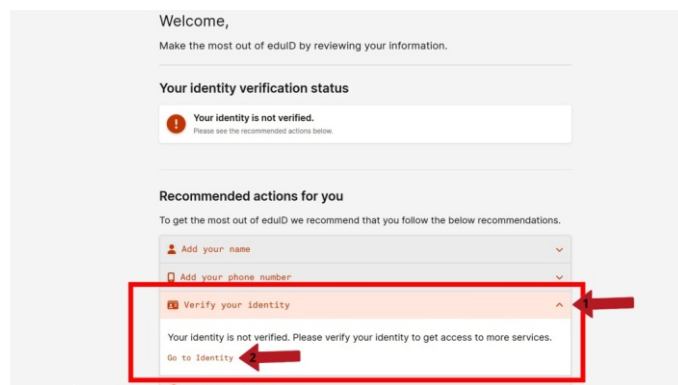 Welcome,
Make the most out of eduID by reviewing your information.
Your identity verification status
!
Your identity is not verified.
Please see the recommended actions below.
Recommended actions for you
To get the most out of eduID we recommend that you follow the below recommendations.
Add your name
Add your phone number
Verify your identity 1
Your identity is not verified. Please verify your identity to get access to more services.
Go to Identity 2